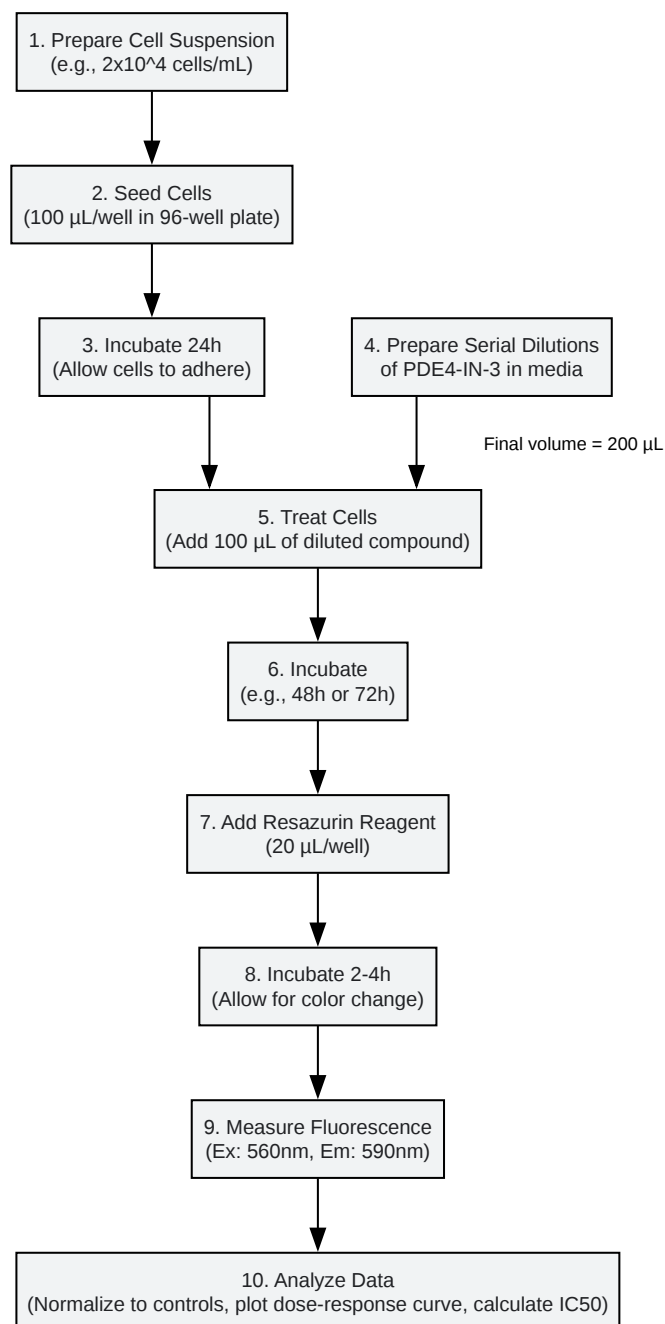 1. Prepare Cell Suspension
(e.g., 2x10^4 cells/mL)
2. Seed Cells
(100 µL/well in 96-well plate)
3. Incubate 24h
(Allow cells to adhere)
4. Prepare Serial Dilutions
of PDE4-IN-3 in media
Final volume = 200 µL
5. Treat Cells
(Add 100 µL of diluted compound)
6. Incubate
(e.g., 48h or 72h)
7. Add Resazurin Reagent
(20 µL/well)
8. Incubate 2-4h
(Allow for color change)
9. Measure Fluorescence
(Ex: 560nm, Em: 590nm)
10. Analyze Data
(Normalize to controls, plot dose-response curve, calculate IC50)